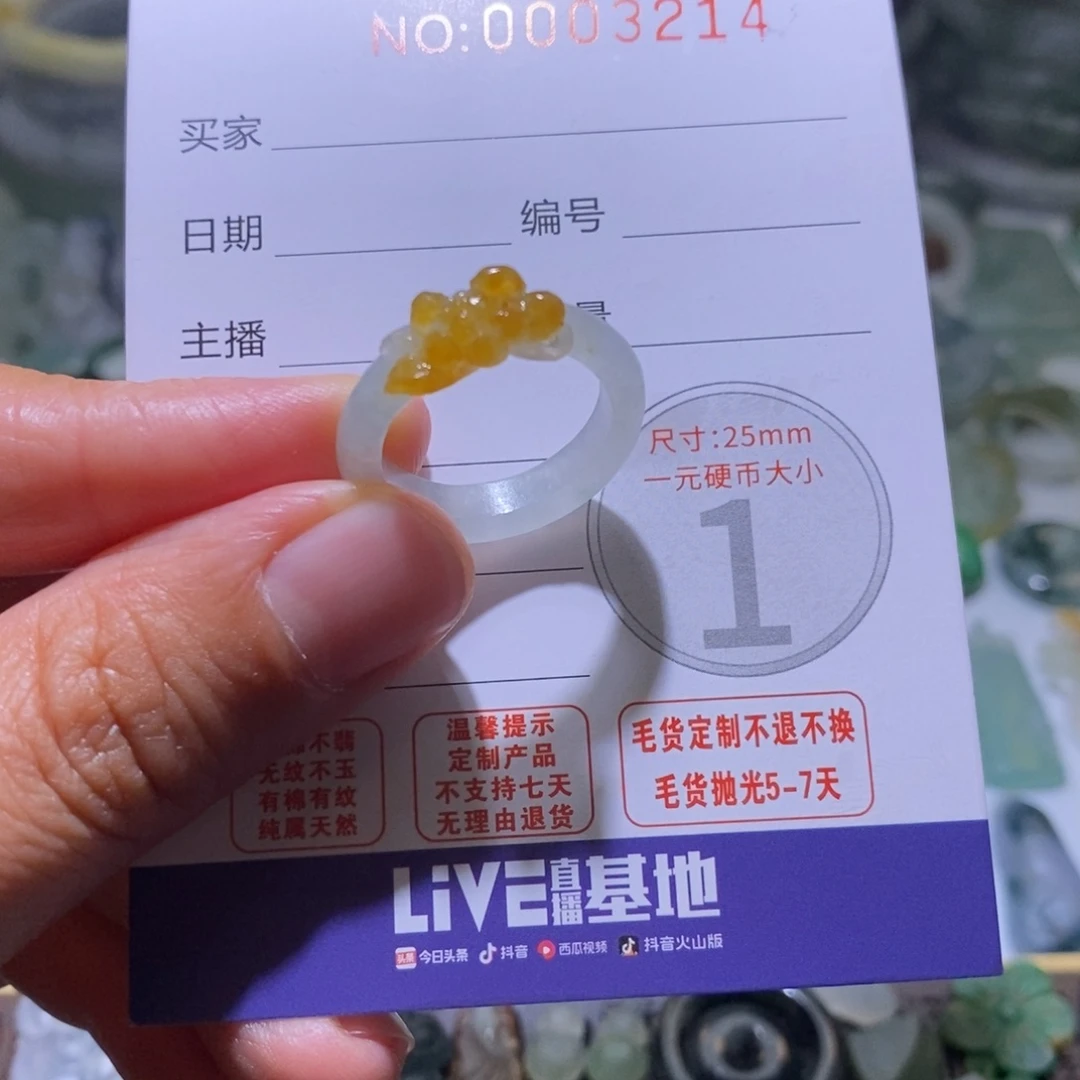 NO:0003214
买家
日期
编号
主播
尺寸:25mm
一元硬币大小
1
不翡
无纹不玉
有棉有纹
纯属天然
温馨提示
定制产品
不支持七天
无理由退货
毛货定制不退不换
毛货抛光5-7天
LiVE直播基地
头条 今日头条 抖音 西瓜视频 抖音火山版